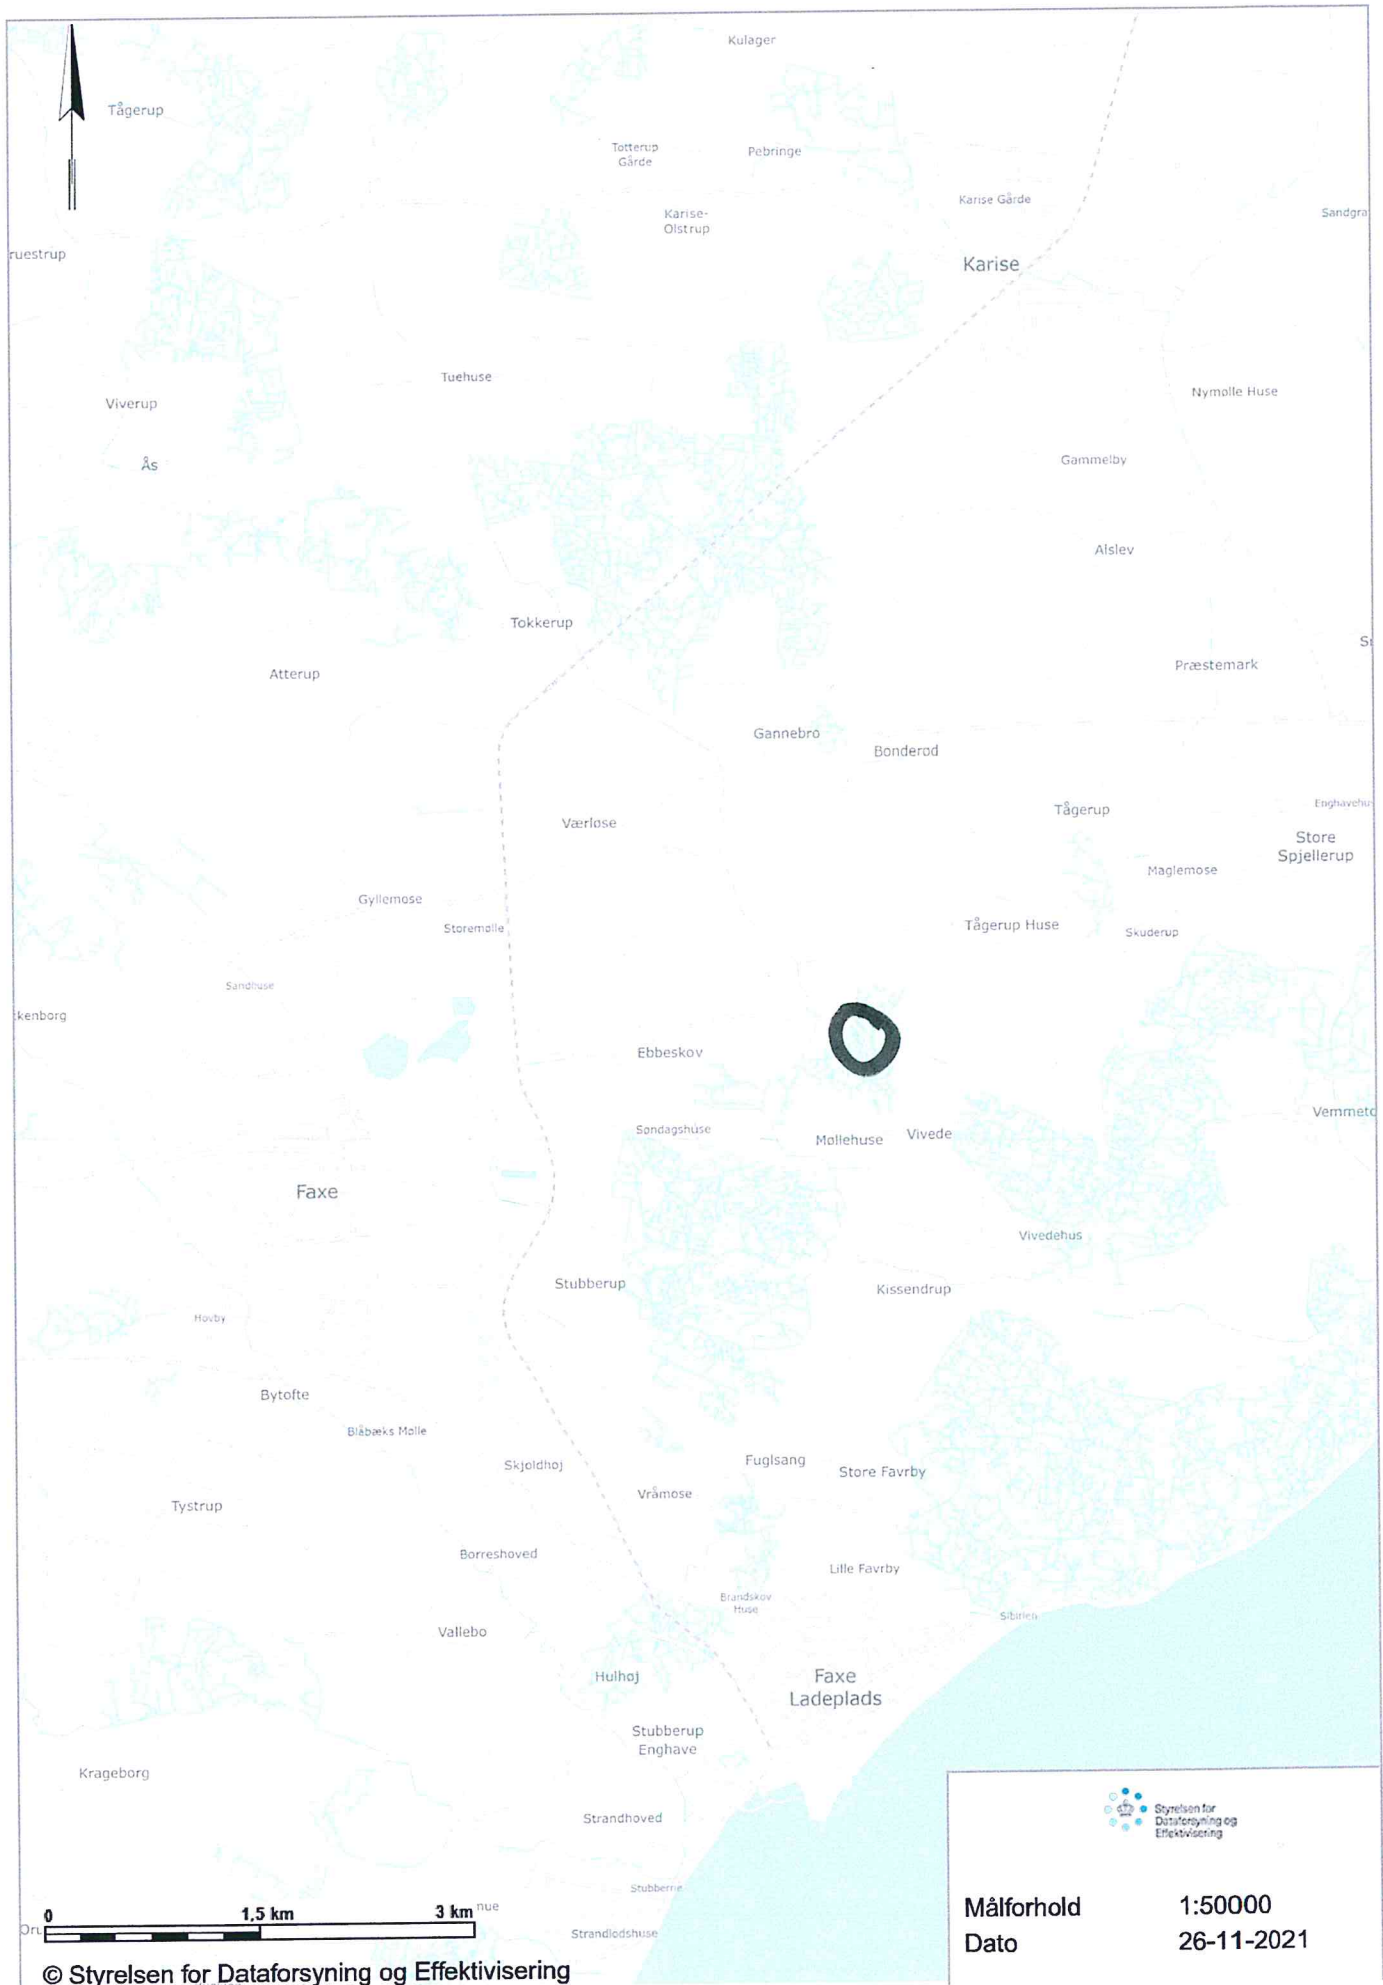 Kulager
Tågerup
Totterup
Gårde
Pebringe
Karise Gårde
Karise-
Olstrup
Sandgra
ruestrup
Karise
Tuehuse
Nymølle Huse
Viverup
Ås
Gammelby
Alslev
Tokkerup
Præstemark
Atterup
Gannebro
Bonderød
Enghavehu
Tågerup
Værløse
Store
Spjellerup
Maglemose
Gyllemose
Storemølle
Tågerup Huse
Skuderup
Sandhuse
kenborg
Ebbeskov
Vemmeto
Søndagshuse
Møllehuse
Vivede
Faxe
Vivedehus
Stubberup
Kissendrup
Hovby
Bytofte
Blåbæks Mølle
Skjoldhøj
Fuglsang
Store Favrby
Vråmose
Tystrup
Borreshoved
Lille Favrby
Brandskov
Huse
Sibirien
Vallebo
Hulhøj
Faxe
Ladeplads
Stubberup
Enghave
Krageborg
Strandhoved
Styrelsen for
Dataforsyning og
Effektivisering
Stubberne
nue
Målforhold 1:50000
0 1,5 km 3 km
Oru
Strandlodshuse
Dato 26-11-2021
© Styrelsen for Dataforsyning og Effektivisering